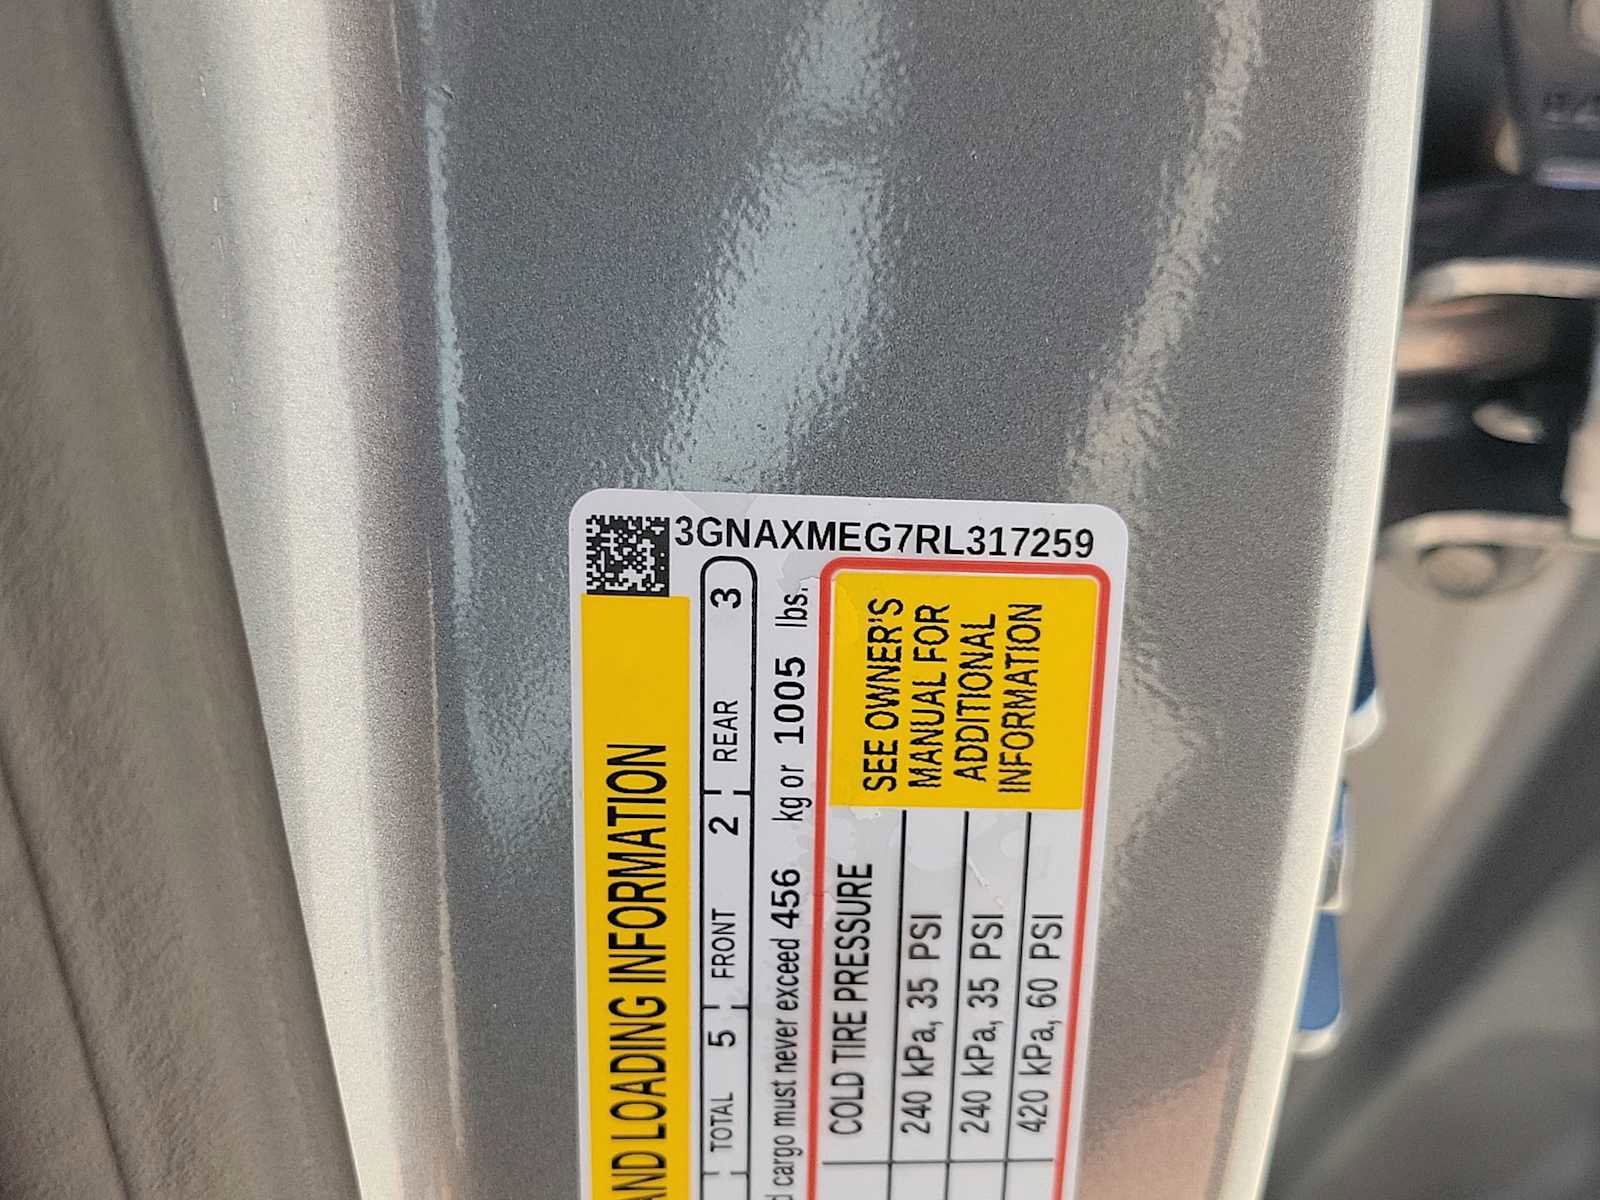 3GNAXMEG7RL317259
AND LOADING INFORMATION
TOTAL 5 FRONT 2 REAR 3
cargo must never exceed 456 kg or 1005 lbs.
COLD TIRE PRESSURE
240 kPa, 35 PSI
240 kPa, 35 PSI
420 kPa, 60 PSI
SEE OWNER'S
MANUAL FOR
ADDITIONAL
INFORMATION